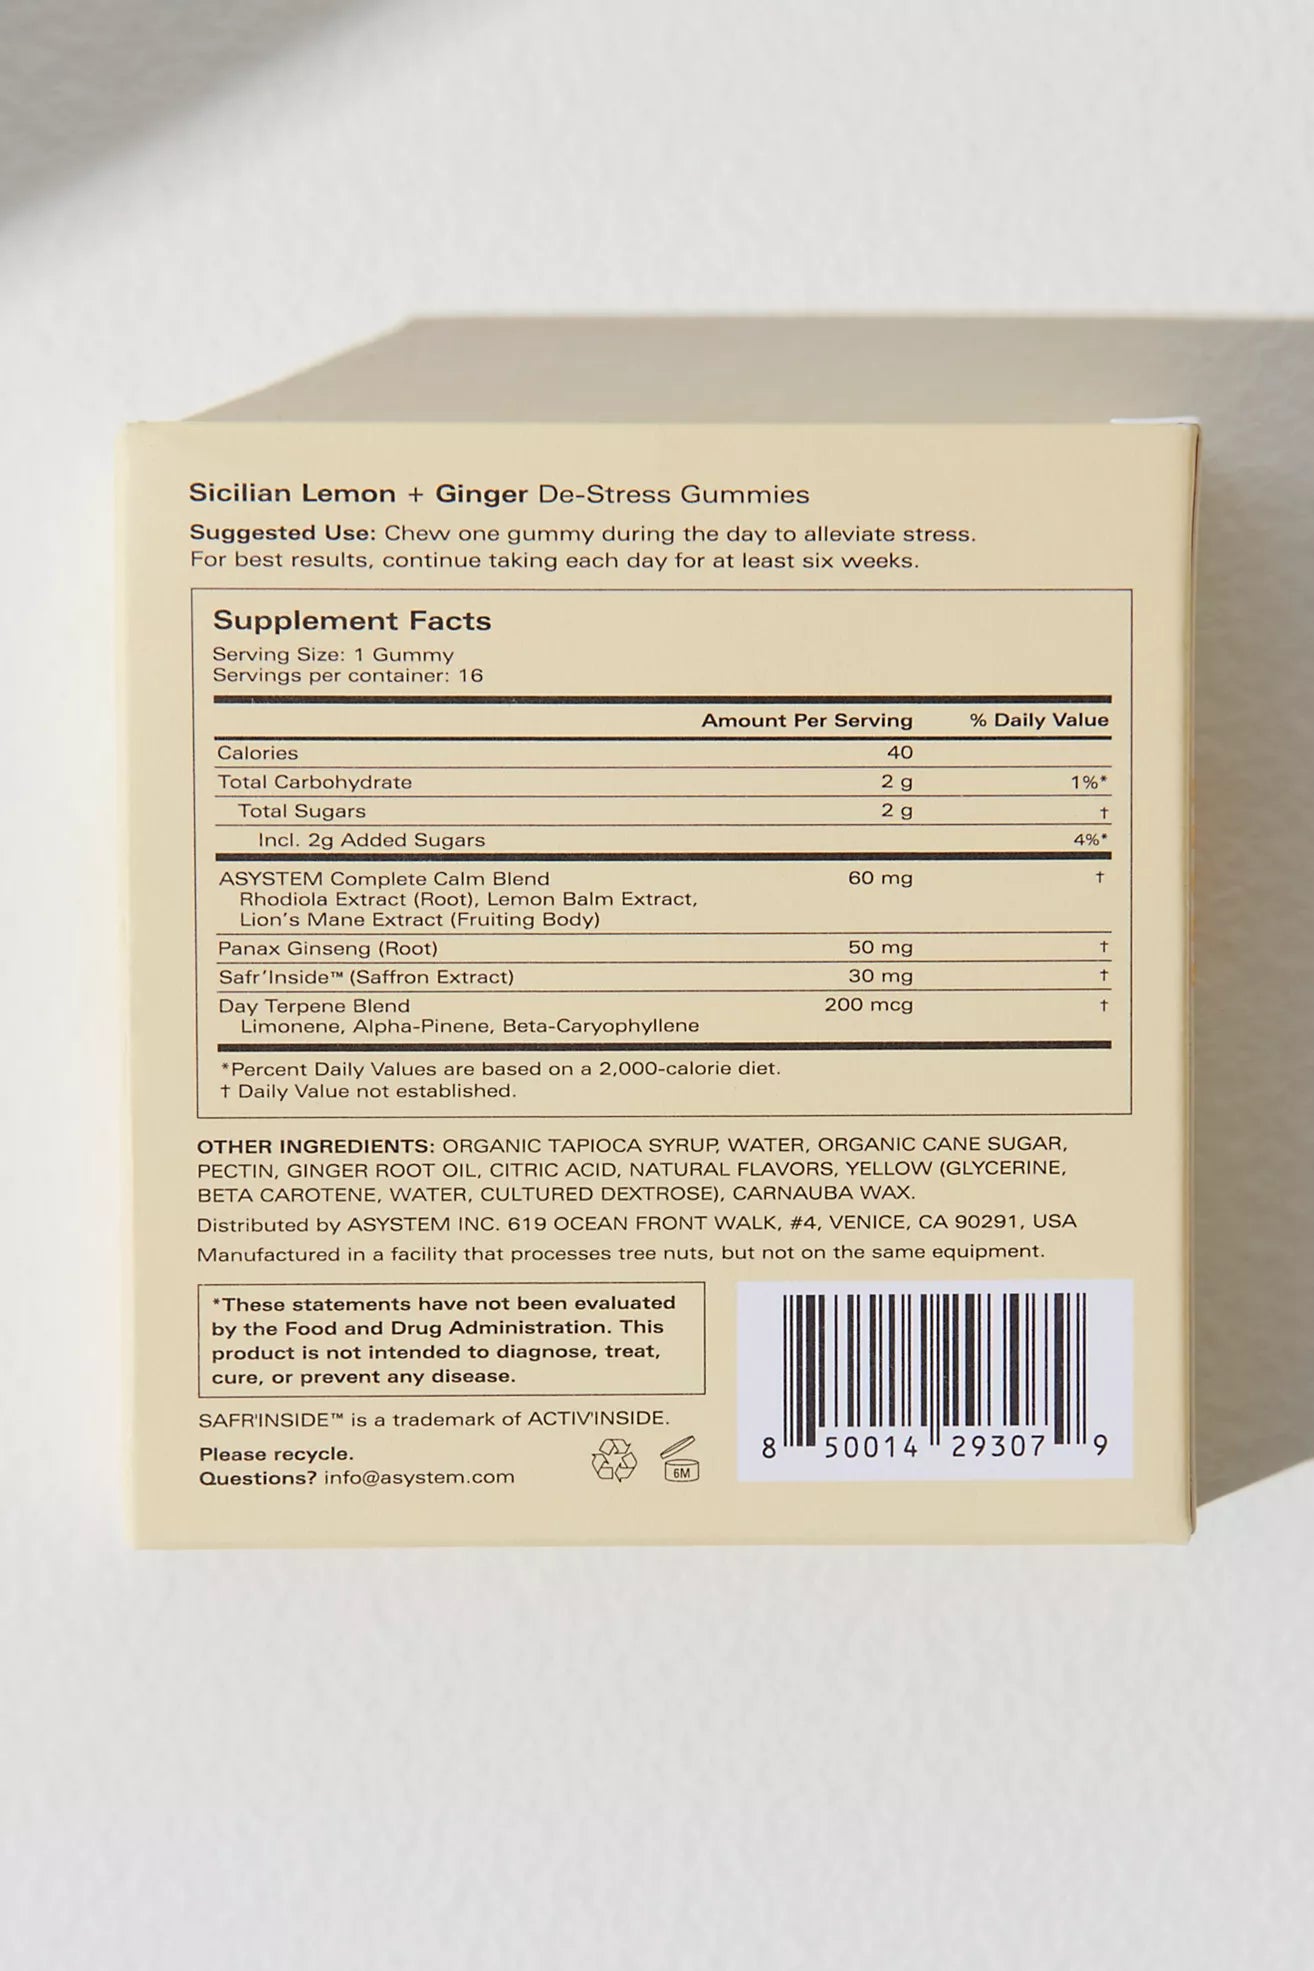 Sicilian Lemon + Ginger De-Stress Gummies
Suggested Use: Chew one gummy during the day to alleviate stress.
For best results, continue taking each day for at least six weeks.
Supplement Facts
Serving Size: 1 Gummy
Servings per container: 16
Amount Per Serving % Daily Value
Calories 40
Total Carbohydrate 2 g 1%*
Total Sugars 2 g †
Incl. 2g Added Sugars 4%*
ASYSTEM Complete Calm Blend 60 mg †
Rhodiola Extract (Root), Lemon Balm Extract,
Lion's Mane Extract (Fruiting Body)
Panax Ginseng (Root) 50 mg †
Safr'Inside™ (Saffron Extract) 30 mg †
Day Terpene Blend 200 mcg †
Limonene, Alpha-Pinene, Beta-Caryophyllene
*Percent Daily Values are based on a 2,000-calorie diet.
† Daily Value not established.
OTHER INGREDIENTS: ORGANIC TAPIOCA SYRUP, WATER, ORGANIC CANE SUGAR,
PECTIN, GINGER ROOT OIL, CITRIC ACID, NATURAL FLAVORS, YELLOW (GLYCERINE,
BETA CAROTENE, WATER, CULTURED DEXTROSE), CARNAUBA WAX.
Distributed by ASYSTEM INC. 619 OCEAN FRONT WALK, #4, VENICE, CA 90291, USA
Manufactured in a facility that processes tree nuts, but not on the same equipment.
*These statements have not been evaluated
by the Food and Drug Administration. This
product is not intended to diagnose, treat,
cure, or prevent any disease.
SAFR'INSIDE™ is a trademark of ACTIV'INSIDE.
Please recycle.
Questions? info@asystem.com
6M
8 50014 29307 9